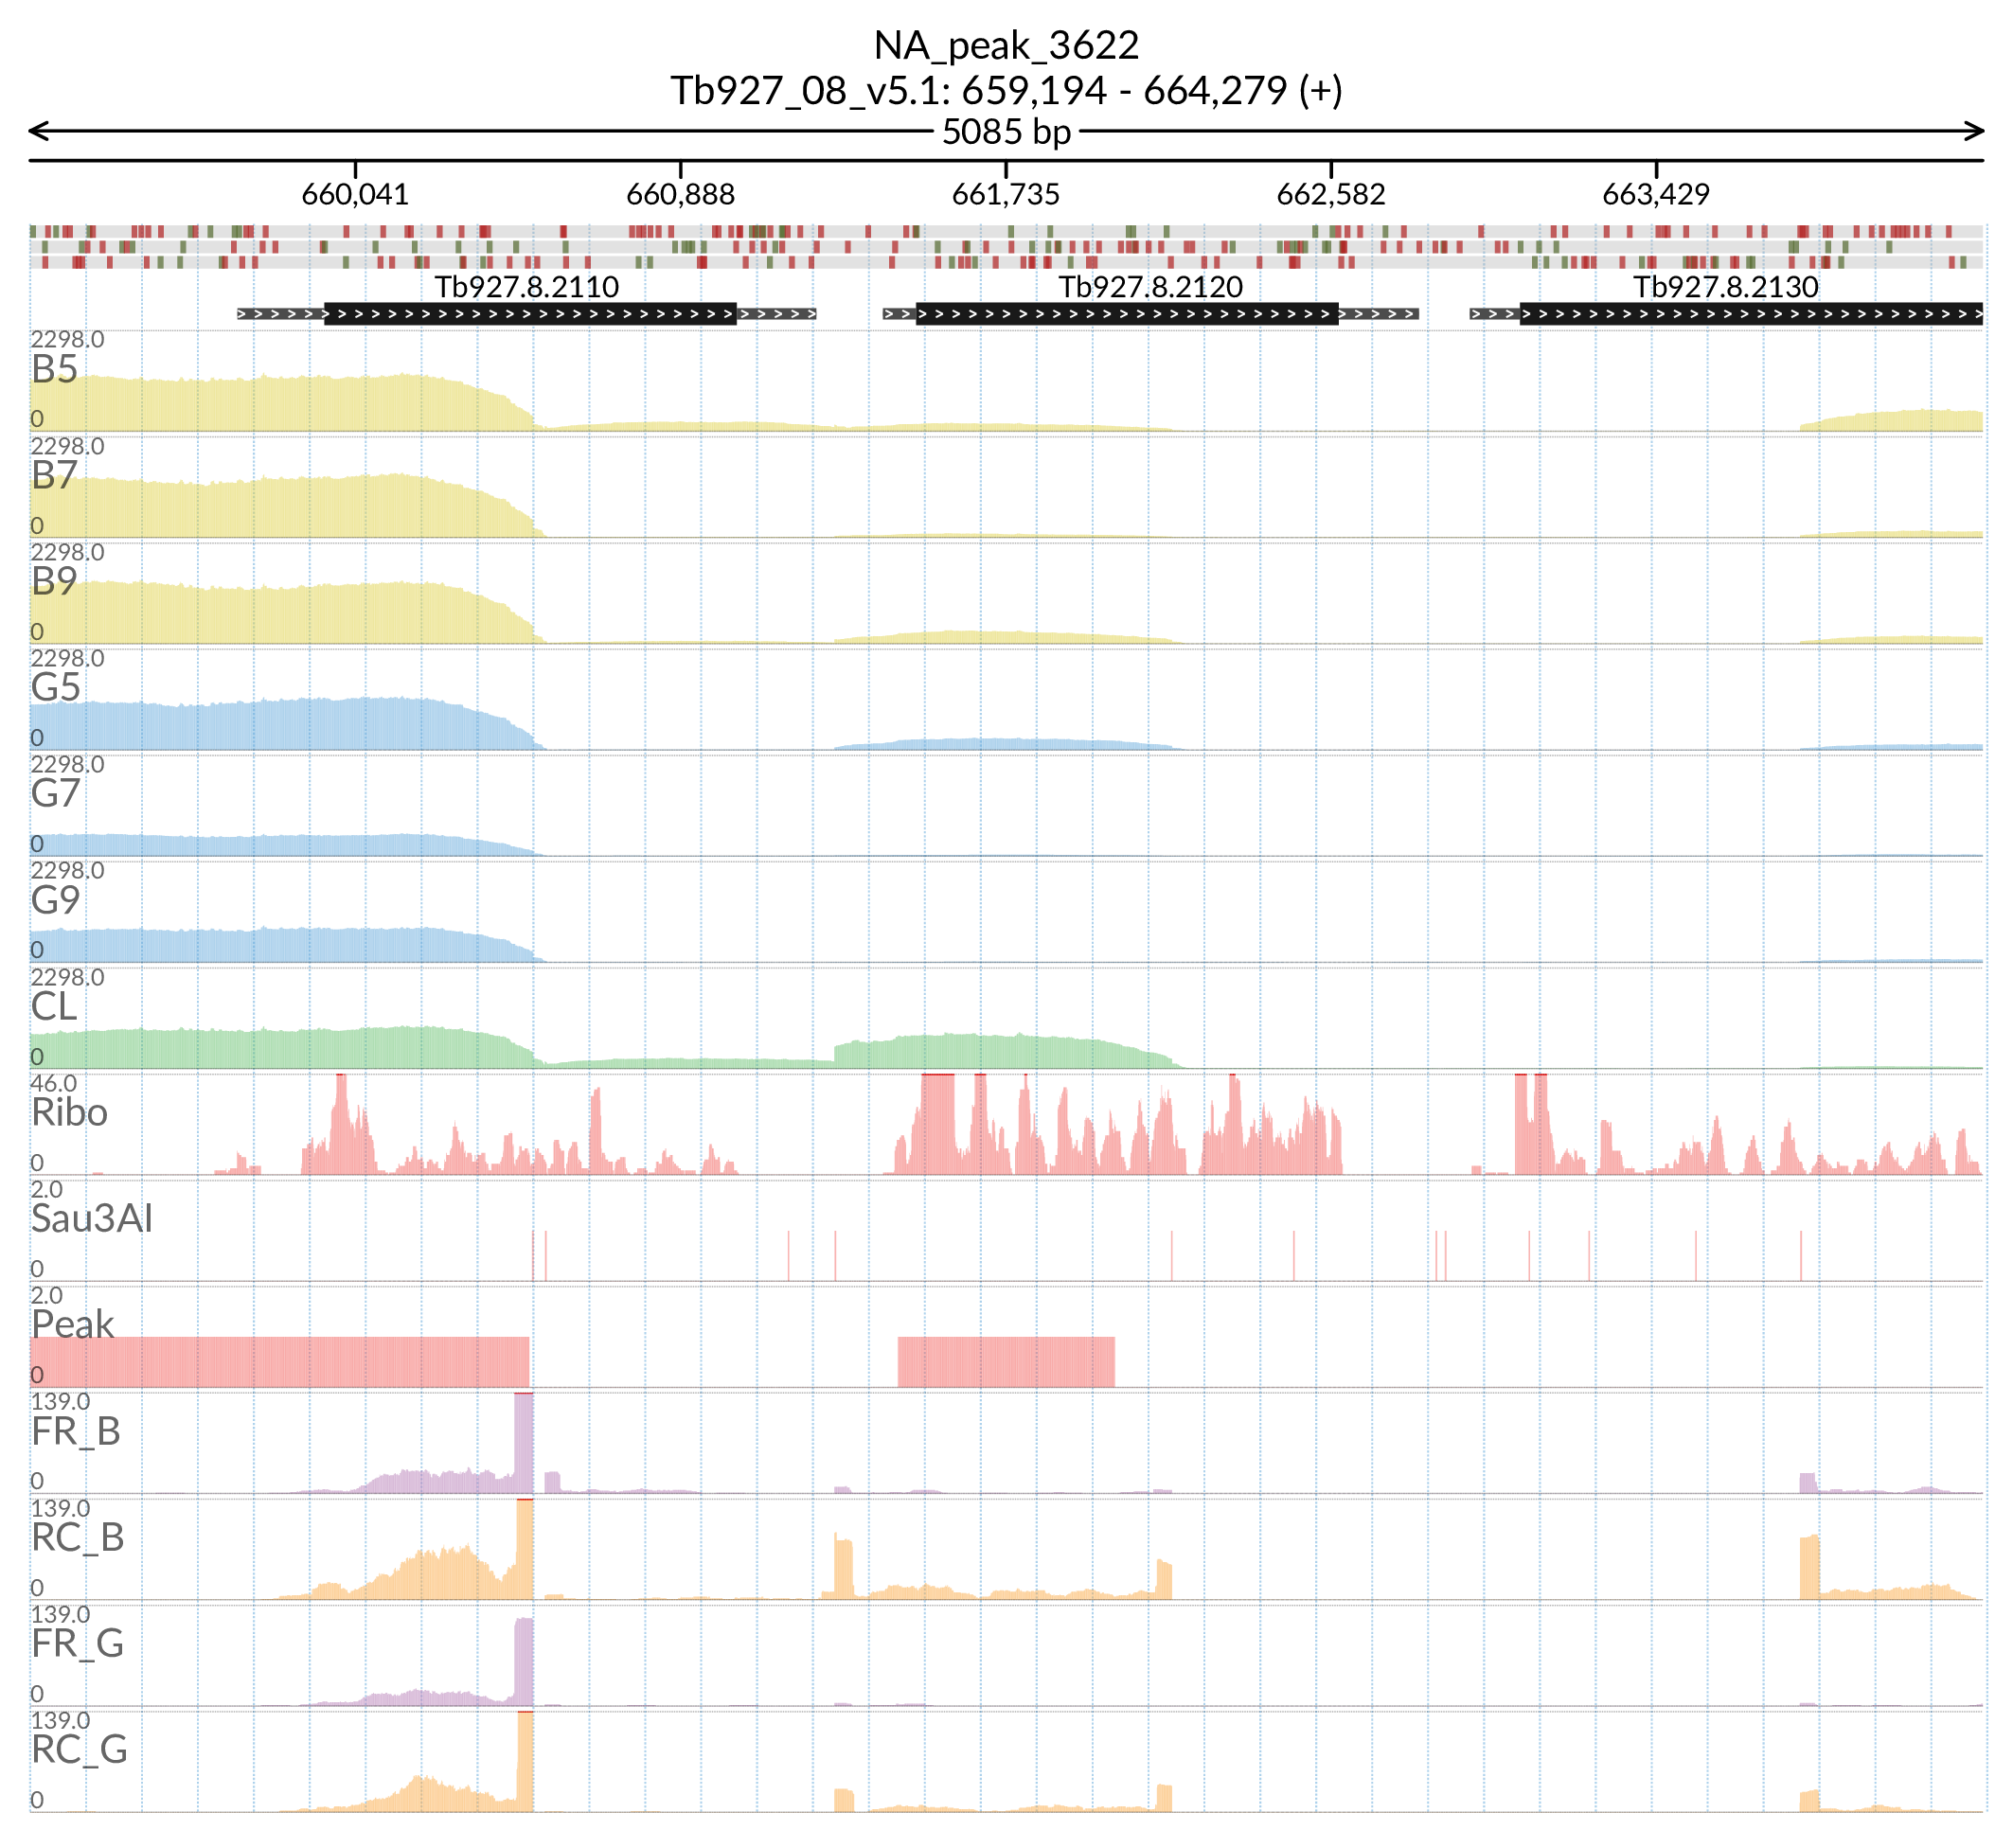 NA_peak_3622
Tb927_08_v5.1: 659,194 - 664,279 (+)
5085 bp
660,041 660,888 661,735 662,582 663,429
Tb927.8.2110 Tb927.8.2120 Tb927.8.2130
2298.0
B5
0
2298.0
B7
0
2298.0
B9
0
2298.0
G5
0
2298.0
G7
0
2298.0
G9
0
2298.0
CL
0
46.0
Ribo
0
2.0
Sau3AI
0
2.0
Peak
0
139.0
FR_B
0
139.0
RC_B
0
139.0
FR_G
0
139.0
RC_G
0